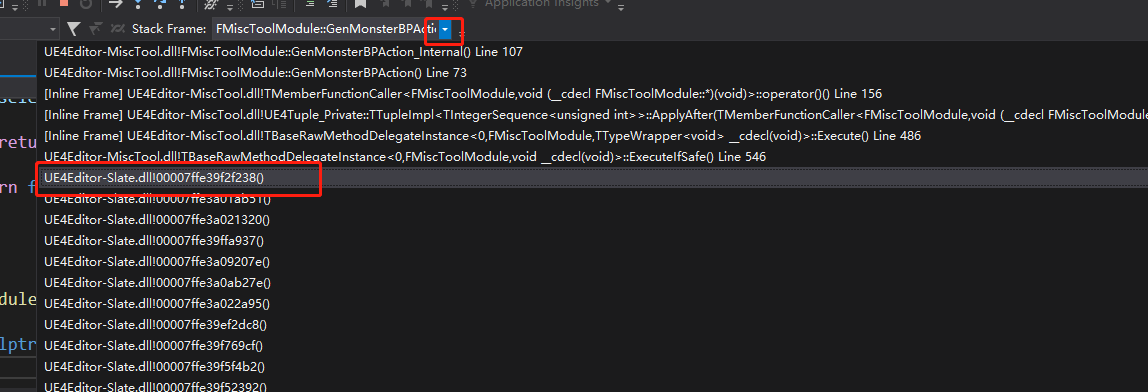 Application Insights
Stack Frame: FMiscToolModule::GenMonsterBPActi
UE4Editor-MiscTool.dll!FMiscToolModule::GenMonsterBPAction_Internal() Line 107
UE4Editor-MiscTool.dll!FMiscToolModule::GenMonsterBPAction() Line 73
[Inline Frame] UE4Editor-MiscTool.dll!TMemberFunctionCaller<FMiscToolModule,void (__cdecl FMiscToolModule::*)(void)>::operator()() Line 156
[Inline Frame] UE4Editor-MiscTool.dll!UE4Tuple_Private::TTupleImpl<TIntegerSequence<unsigned int>>::ApplyAfter(TMemberFunctionCaller<FMiscToolModule,void (__cdecl FMiscToolModule
retu
[Inline Frame] UE4Editor-MiscTool.dll!TBaseRawMethodDelegateInstance<0,FMiscToolModule,TTypeWrapper<void> __cdecl(void)>::Execute() Line 486
UE4Editor-MiscTool.dll!TBaseRawMethodDelegateInstance<0,FMiscToolModule,void __cdecl(void)>::ExecuteIfSafe() Line 546
UE4Editor-Slate.dll!00007ffe39f2f238()
rn f
UE4Editor-Slate.dll!00007ffe3a01ab51()
UE4Editor-Slate.dll!00007ffe3a021320()
UE4Editor-Slate.dll!00007ffe39ffa937()
UE4Editor-Slate.dll!00007ffe3a09207e()
UE4Editor-Slate.dll!00007ffe3a0ab27e()
dule
UE4Editor-Slate.dll!00007ffe3a022a95()
UE4Editor-Slate.dll!00007ffe39ef2dc8()
lptr
UE4Editor-Slate.dll!00007ffe39f769cf()
UE4Editor-Slate.dll!00007ffe39f5f4b2()
UE4Editor-Slate.dll!00007ffe39f52392()